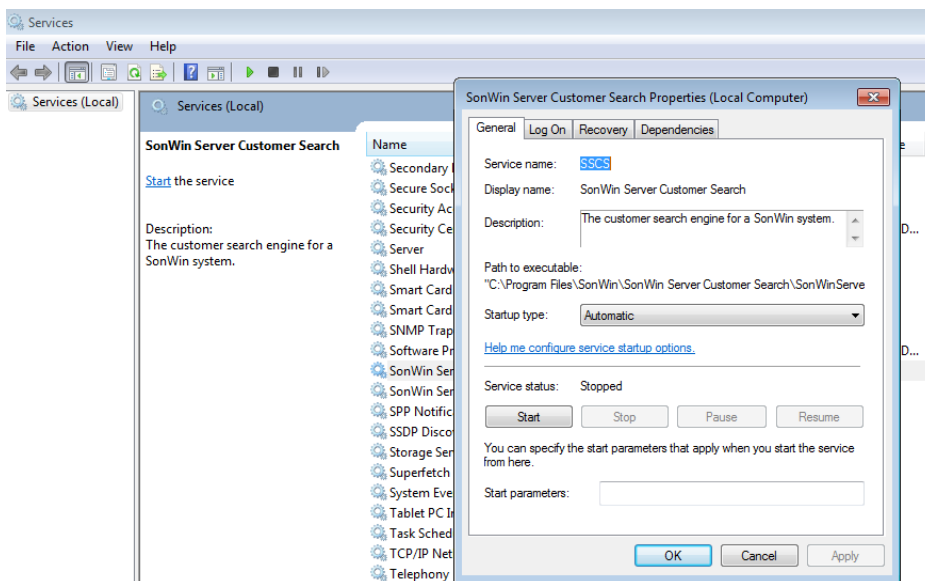 Services
File Action View Help
Services (Local)
Services (Local)
SonWin Server Customer Search
Start the service
Description:
The customer search engine for a
SonWin system.
Name
Secondary
Secure Sock
Security Ac
Security Ce
Server
Shell Hardw
Smart Card
Smart Card
SNMP Trap
Software Pr
SonWin Ser
SonWin Ser
SPP Notific
SSDP Disco
Storage Ser
Superfetch
System Eve
Tablet PC I
Task Sched
TCP/IP Net
Telephony
SonWin Server Customer Search Properties (Local Computer)
General Log On Recovery Dependencies
Service name: SSCS
Display name: SonWin Server Customer Search
Description: The customer search engine for a SonWin system.
Path to executable:
"C:\Program Files\SonWin\SonWin Server Customer Search\SonWinServe
Startup type: Automatic
Help me configure service startup options.
Service status: Stopped
Start Stop Pause Resume
You can specify the start parameters that apply when you start the service
from here.
Start parameters:
OK Cancel Apply
D...
D...